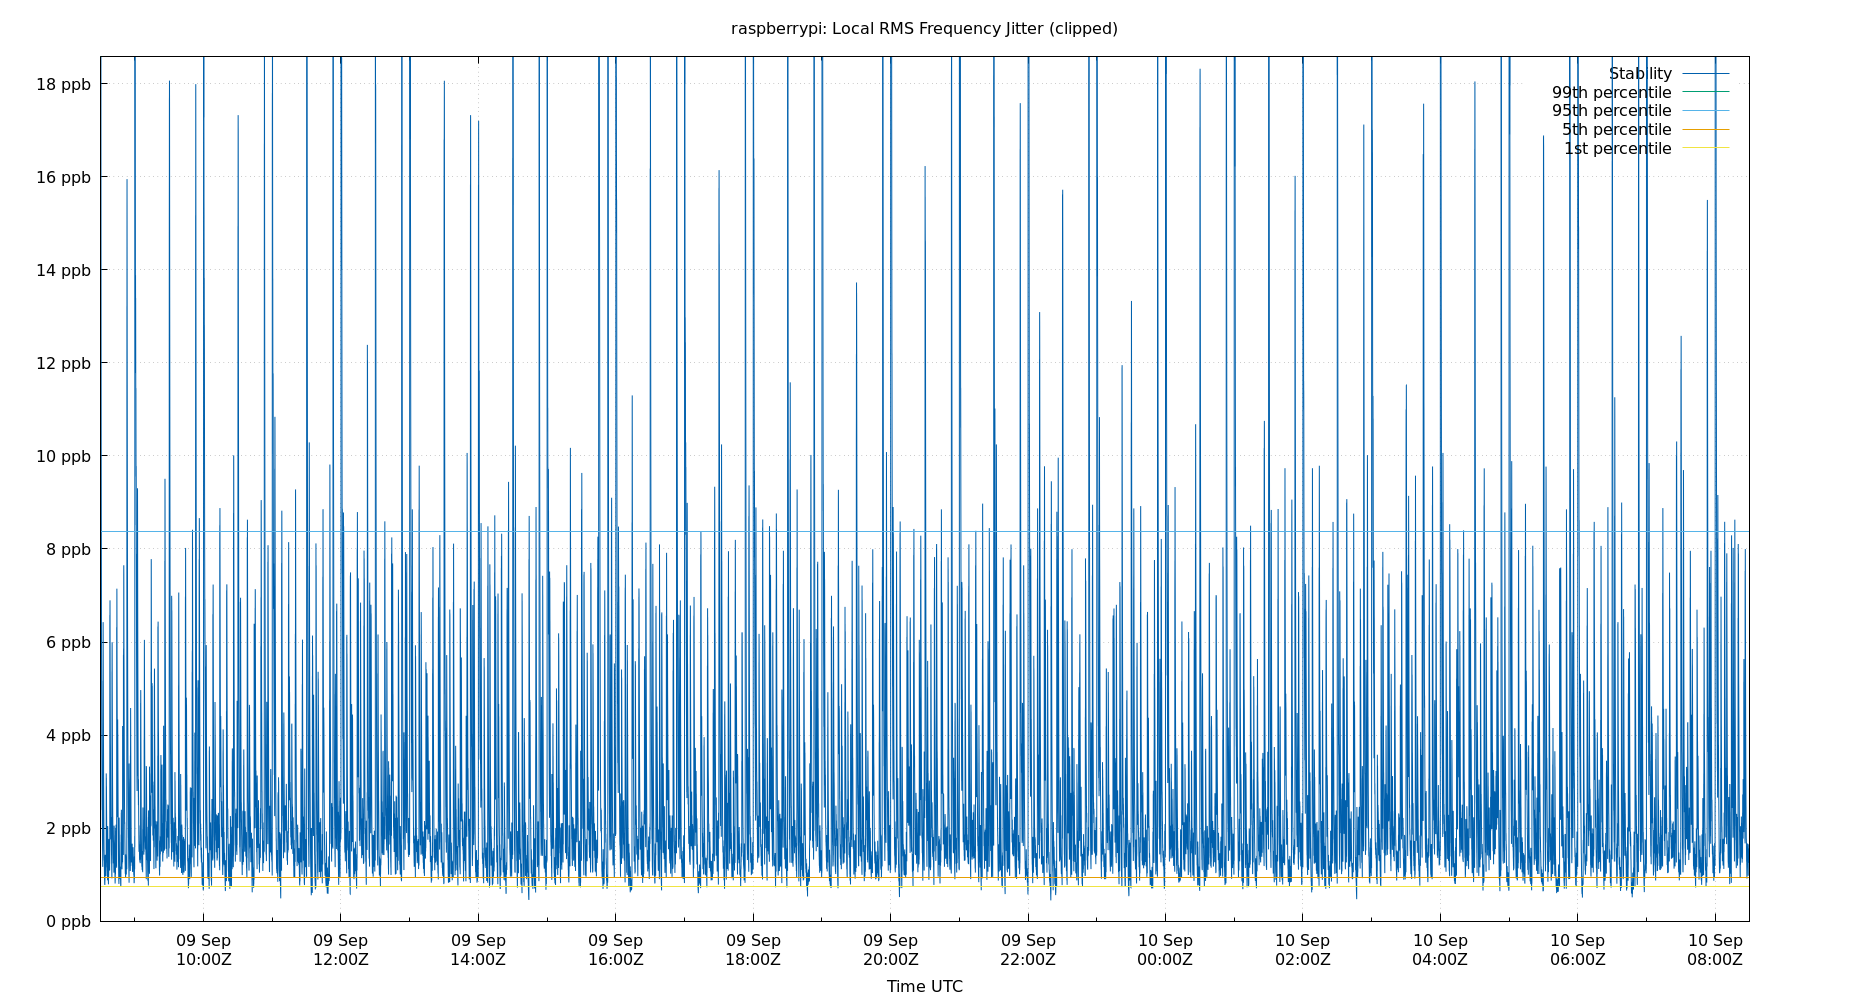 raspberrypi: Local RMS Frequency Jitter (clipped)
18 ppb
16 ppb
14 ppb
12 ppb
10 ppb
8 ppb
6 ppb
4 ppb
2 ppb
0 ppb
Stability
99th percentile
95th percentile
5th percentile
1st percentile
09 Sep
10:00Z
09 Sep
12:00Z
09 Sep
14:00Z
09 Sep
16:00Z
09 Sep
18:00Z
09 Sep
20:00Z
09 Sep
22:00Z
10 Sep
00:00Z
10 Sep
02:00Z
10 Sep
04:00Z
10 Sep
06:00Z
10 Sep
08:00Z
Time UTC